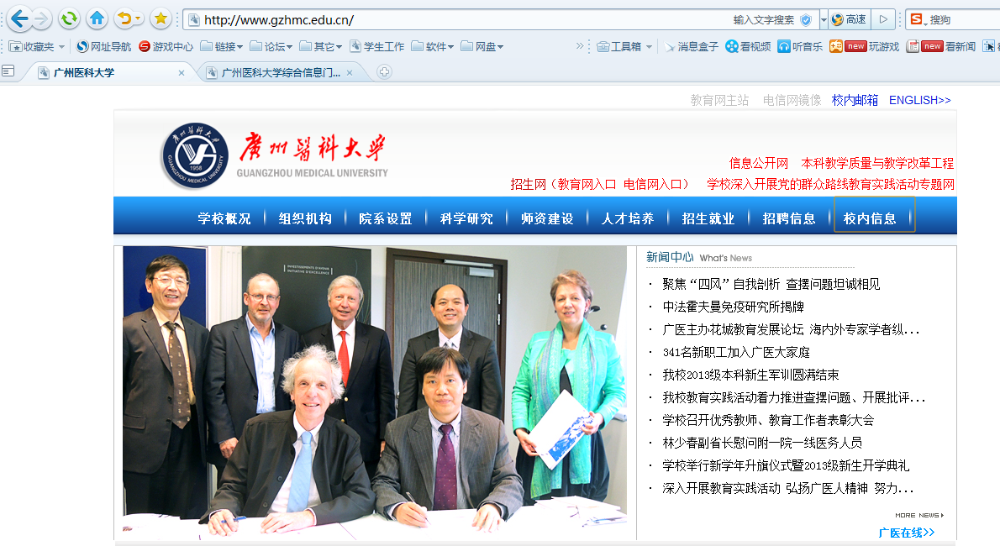 http://www.gzhmc.edu.cn/
输入文字搜索
高速
搜狗
收藏夹 网址导航 游戏中心 链接 论坛 其它 学生工作 软件 网盘 » 工具箱 消息盒子 看视频 听音乐 new 玩游戏 new 看新闻
广州医科大学 × 广州医科大学综合信息门... ×
教育网主站 电信网镜像 校内邮箱 ENGLISH>>
廣州醫科大學
GUANGZHOU MEDICAL UNIVERSITY
廣州醫科大學
1958
GUANGZHOU MEDICAL UNIVERSITY
信息公开网 本科教学质量与教学改革工程
招生网（教育网入口 电信网入口） 学校深入开展党的群众路线教育实践活动专题网
学校概况 组织机构 院系设置 科学研究 师资建设 人才培养 招生就业 招聘信息 校内信息
INVESTISSEMENTS D'AVENIR
INITIATIVE D'EXCELLENCE
新闻中心 What's News
· 聚焦“四风”自我剖析 查摆问题坦诚相见
· 中法霍夫曼免疫研究所揭牌
· 广医主办花城教育发展论坛 海内外专家学者纵...
· 341名新职工加入广医大家庭
· 我校2013级本科新生军训圆满结束
· 我校教育实践活动着力推进查摆问题、开展批评...
· 学校召开优秀教师、教育工作者表彰大会
· 林少春副省长慰问附一院一线医务人员
· 学校举行新学年升旗仪式暨2013级新生开学典礼
· 深入开展教育实践活动 弘扬广医人精神 努力...
MORE NEWS
广医在线>>